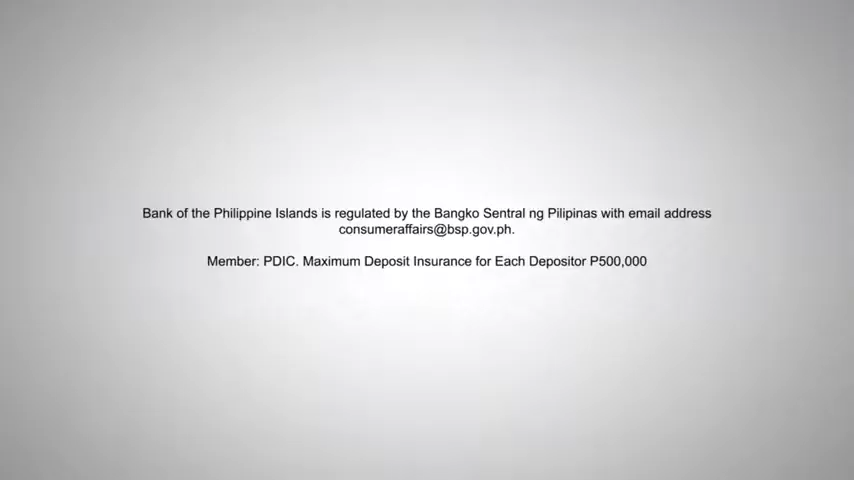 Bank of the Philippine Islands is regulated by the Bangko Sentral ng Pilipinas with email address
consumeraffairs@bsp.gov.ph.
Member: PDIC. Maximum Deposit Insurance for Each Depositor P500,000